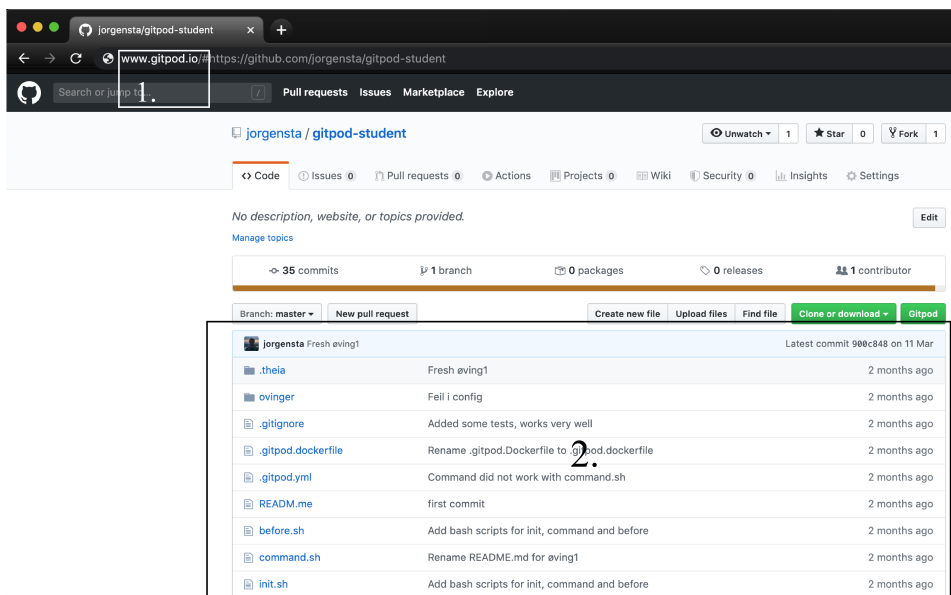 jorgensta/gitpod-student
www.gitpod.io/#https://github.com/jorgensta/gitpod-student
Search or jump to... / Pull requests Issues Marketplace Explore
1.
jorgensta / gitpod-student Unwatch 1 Star 0 Fork 1
Code Issues 0 Pull requests 0 Actions Projects 0 Wiki Security 0 Insights Settings
No description, website, or topics provided. Edit
Manage topics
35 commits 1 branch 0 packages 0 releases 1 contributor
Branch: master New pull request Create new file Upload files Find file Clone or download Gitpod
jorgensta Fresh øving1 Latest commit 900c848 on 11 Mar
.theia Fresh øving1 2 months ago
ovinger Feil i config 2 months ago
.gitignore Added some tests, works very well 2 months ago
.gitpod.dockerfile Rename .gitpod.Dockerfile to .gitpod.dockerfile 2 months ago
2.
.gitpod.yml Command did not work with command.sh 2 months ago
READM.me first commit 2 months ago
before.sh Add bash scripts for init, command and before 2 months ago
command.sh Rename README.md for øving1 2 months ago
init.sh Add bash scripts for init, command and before 2 months ago